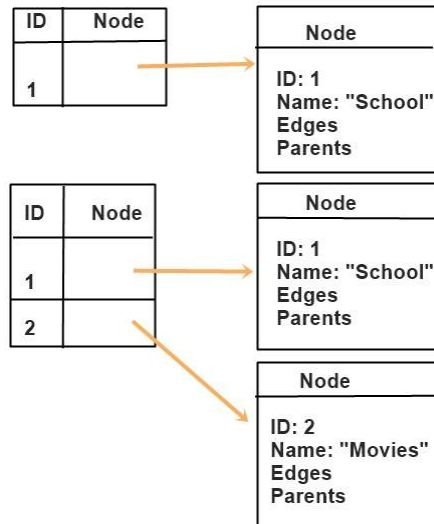 ID Node
1
Node
ID: 1
Name: "School"
Edges
Parents
ID Node
1
2
Node
ID: 1
Name: "School"
Edges
Parents
Node
ID: 2
Name: "Movies"
Edges
Parents